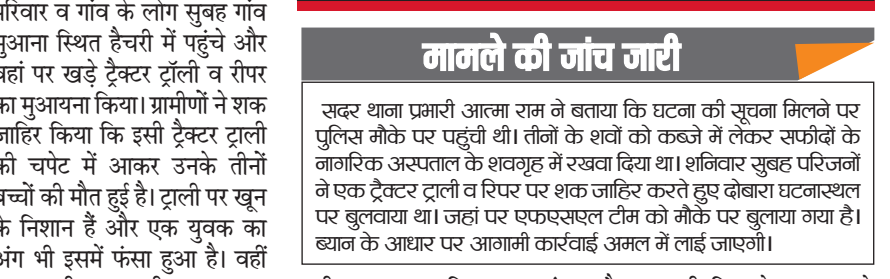 परिवार व गांव के लोग सुबह गांव
मुआना स्थित हैचरी में पहुंचे और
वहां पर खड़े ट्रैक्टर ट्रॉली व रीपर
का मुआयना किया। ग्रामीणों ने शक
जाहिर किया कि इसी ट्रैक्टर ट्राली
की चपेट में आकर उनके तीनों
बच्चों की मौत हुई है। ट्राली पर खून
के निशान हैं और एक युवक का
अंग भी इसमें फंसा हुआ है। वहीं
मामले की जांच जारी
सदर थाना प्रभारी आत्मा राम ने बताया कि घटना की सूचना मिलने पर
पुलिस मौके पर पहुंची थी। तीनों के शवों को कब्जे में लेकर सफीदों के
नागरिक अस्पताल के शवगृह में रखवा दिया था। शनिवार सुबह परिजनों
ने एक ट्रैक्टर ट्राली व रिपर पर शक जाहिर करते हुए दोबारा घटनास्थल
पर बुलवाया था। जहां पर एफएसएल टीम को मौके पर बुलाया गया है।
ब्यान के आधार पर आगामी कार्रवाई अमल में लाई जाएगी।